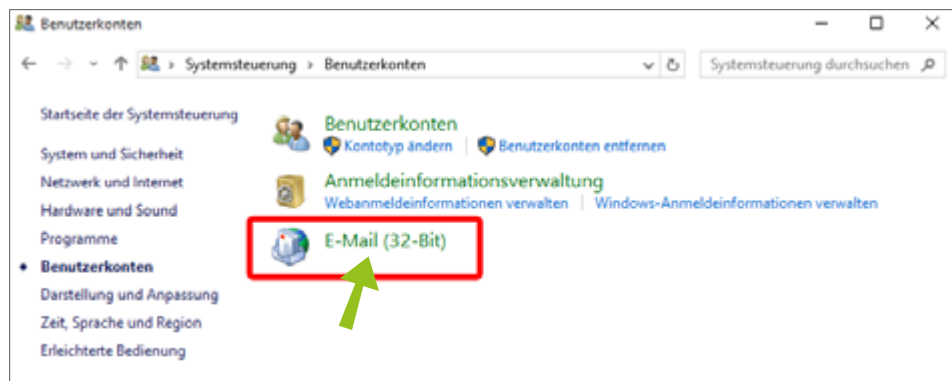 Benutzerkonten
Systemsteuerung › Benutzerkonten
Systemsteuerung durchsuchen
Startseite der Systemsteuerung
System und Sicherheit
Netzwerk und Internet
Hardware und Sound
Programme
Benutzerkonten
Darstellung und Anpassung
Zeit, Sprache und Region
Erleichterte Bedienung
Benutzerkonten
Kontotyp ändern | Benutzerkonten entfernen
Anmeldeinformationsverwaltung
Webanmeldeinformationen verwalten | Windows-Anmeldeinformationen verwalten
E-Mail (32-Bit)